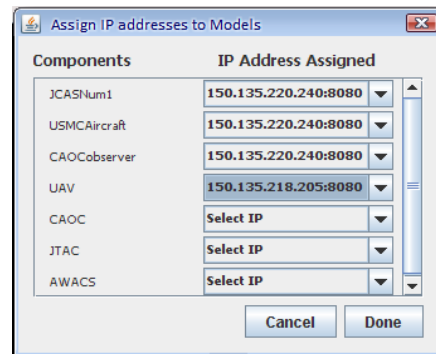 Assign IP addresses to Models
Components IP Address Assigned
JCASNum1 150.135.220.240:8080
USMCAircraft 150.135.220.240:8080
CAOCobserver 150.135.220.240:8080
UAV 150.135.218.205:8080
CAOC Select IP
JTAC Select IP
AWACS Select IP
Cancel Done